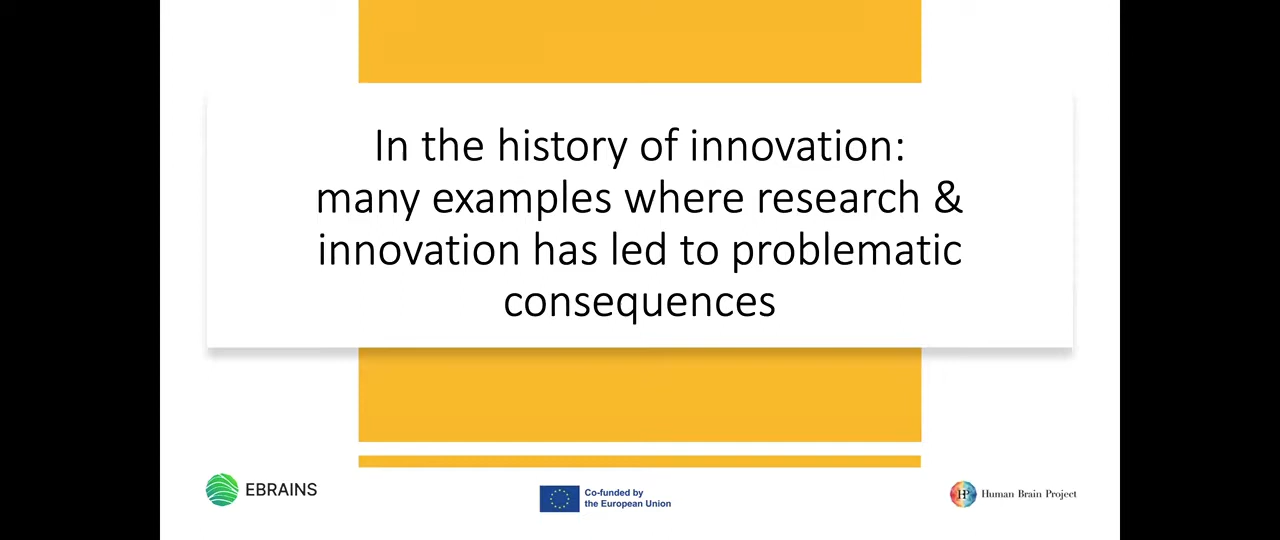 In the history of innovation:
many examples where research &
innovation has led to problematic
consequences
EBRAINS
Co-funded by
the European Union
HP
Human Brain Project